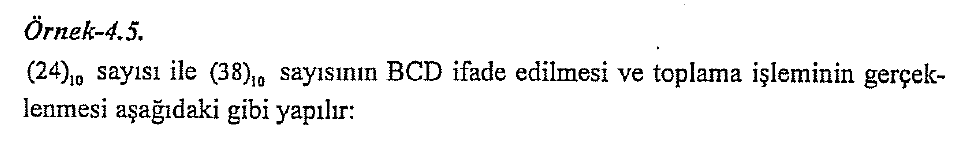 Örnek-4.5.
(24)₁₀ sayısı ile (38)₁₀ sayısının BCD ifade edilmesi ve toplama işleminin gerçek-
lenmesi aşağıdaki gibi yapılır: